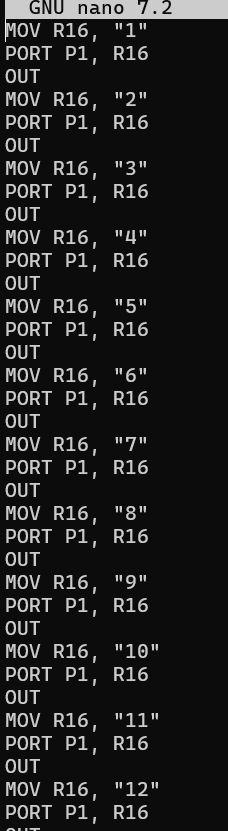 GNU nano 7.2
MOV R16, "1"
PORT P1, R16
OUT
MOV R16, "2"
PORT P1, R16
OUT
MOV R16, "3"
PORT P1, R16
OUT
MOV R16, "4"
PORT P1, R16
OUT
MOV R16, "5"
PORT P1, R16
OUT
MOV R16, "6"
PORT P1, R16
OUT
MOV R16, "7"
PORT P1, R16
OUT
MOV R16, "8"
PORT P1, R16
OUT
MOV R16, "9"
PORT P1, R16
OUT
MOV R16, "10"
PORT P1, R16
OUT
MOV R16, "11"
PORT P1, R16
OUT
MOV R16, "12"
PORT P1, R16